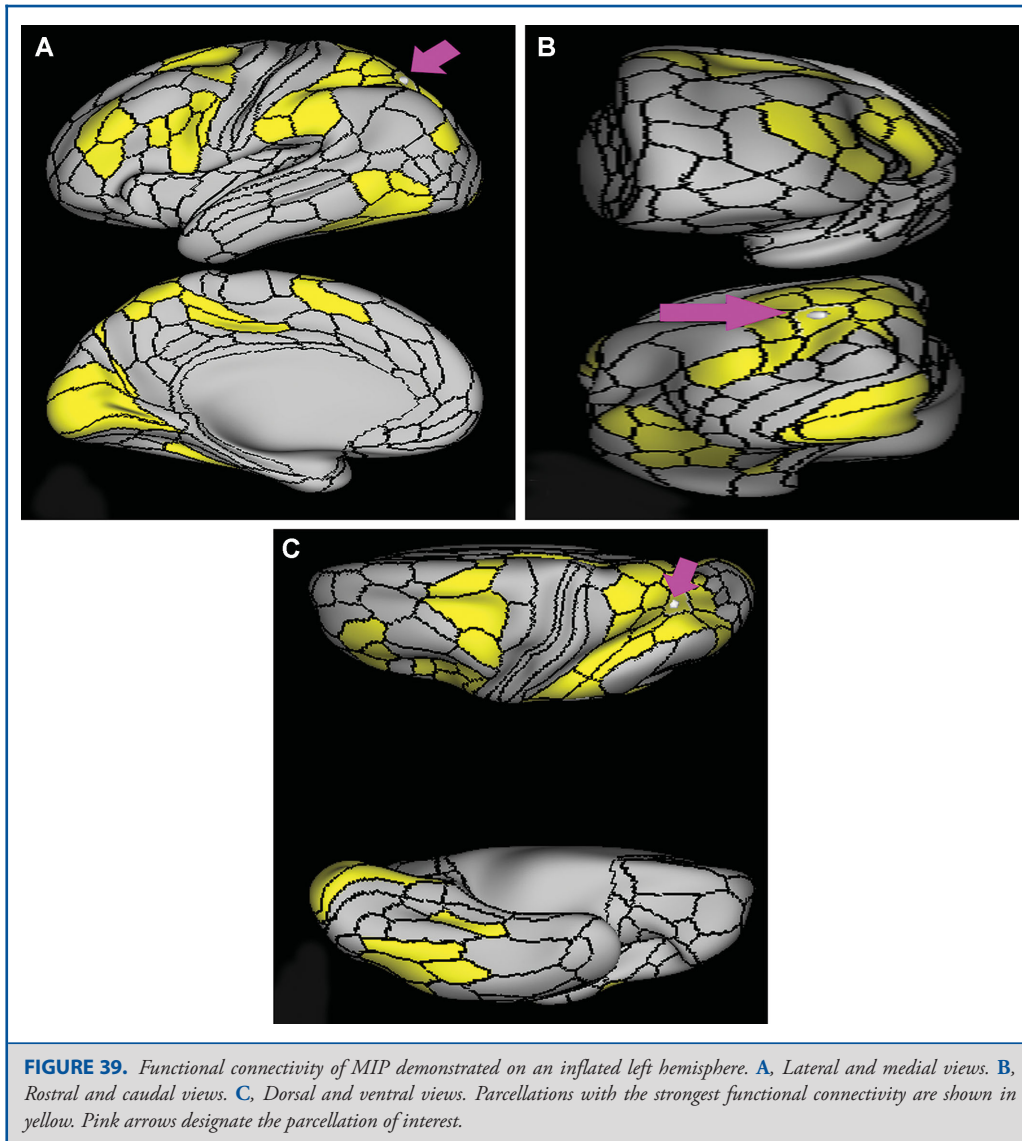 A
B
C
FIGURE 39. Functional connectivity of MIP demonstrated on an inflated left hemisphere. A, Lateral and medial views. B,
Rostral and caudal views. C, Dorsal and ventral views. Parcellations with the strongest functional connectivity are shown in
yellow. Pink arrows designate the parcellation of interest.